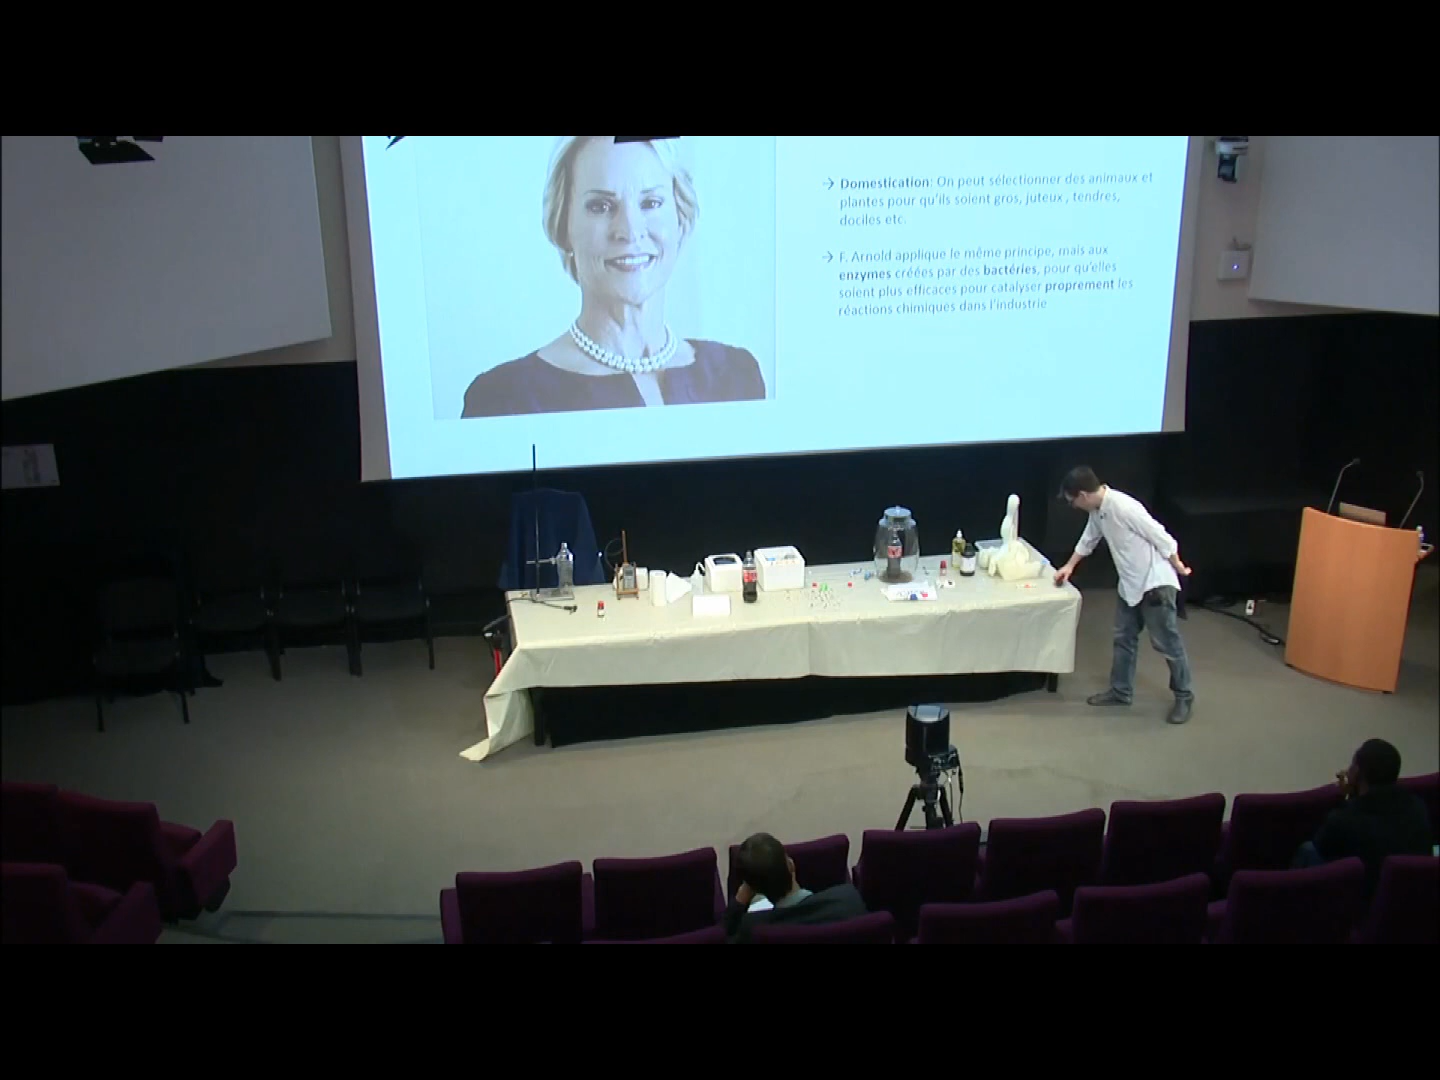 → Domestication: On peut sélectionner des animaux et
plantes pour qu'ils soient gros, juteux , tendres,
dociles etc.
→ F. Arnold applique le même principe, mais aux
enzymes créées par des bactéries, pour qu'elles
soient plus efficaces pour catalyser proprement les
réactions chimiques dans l'industrie